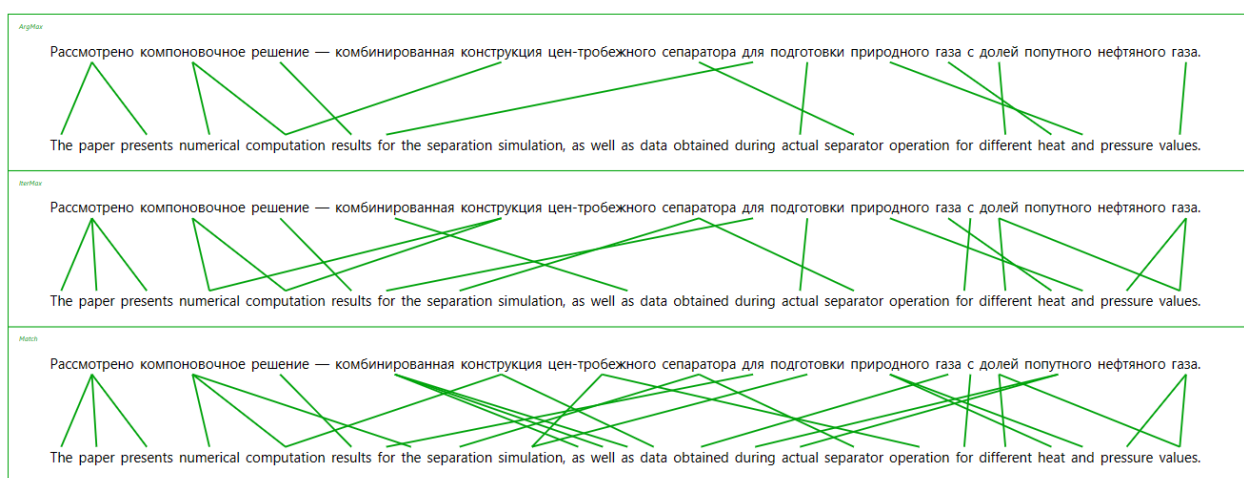 ArgMax
Рассмотрено компоновочное решение — комбинированная конструкция цен-тробежного сепаратора для подготовки природного газа с долей попутного нефтяного газа.
The paper presents numerical computation results for the separation simulation, as well as data obtained during actual separator operation for different heat and pressure values.
IterMax
Рассмотрено компоновочное решение — комбинированная конструкция цен-тробежного сепаратора для подготовки природного газа с долей попутного нефтяного газа.
The paper presents numerical computation results for the separation simulation, as well as data obtained during actual separator operation for different heat and pressure values.
Match
Рассмотрено компоновочное решение — комбинированная конструкция цен-тробежного сепаратора для подготовки природного газа с долей попутного нефтяного газа.
The paper presents numerical computation results for the separation simulation, as well as data obtained during actual separator operation for different heat and pressure values.